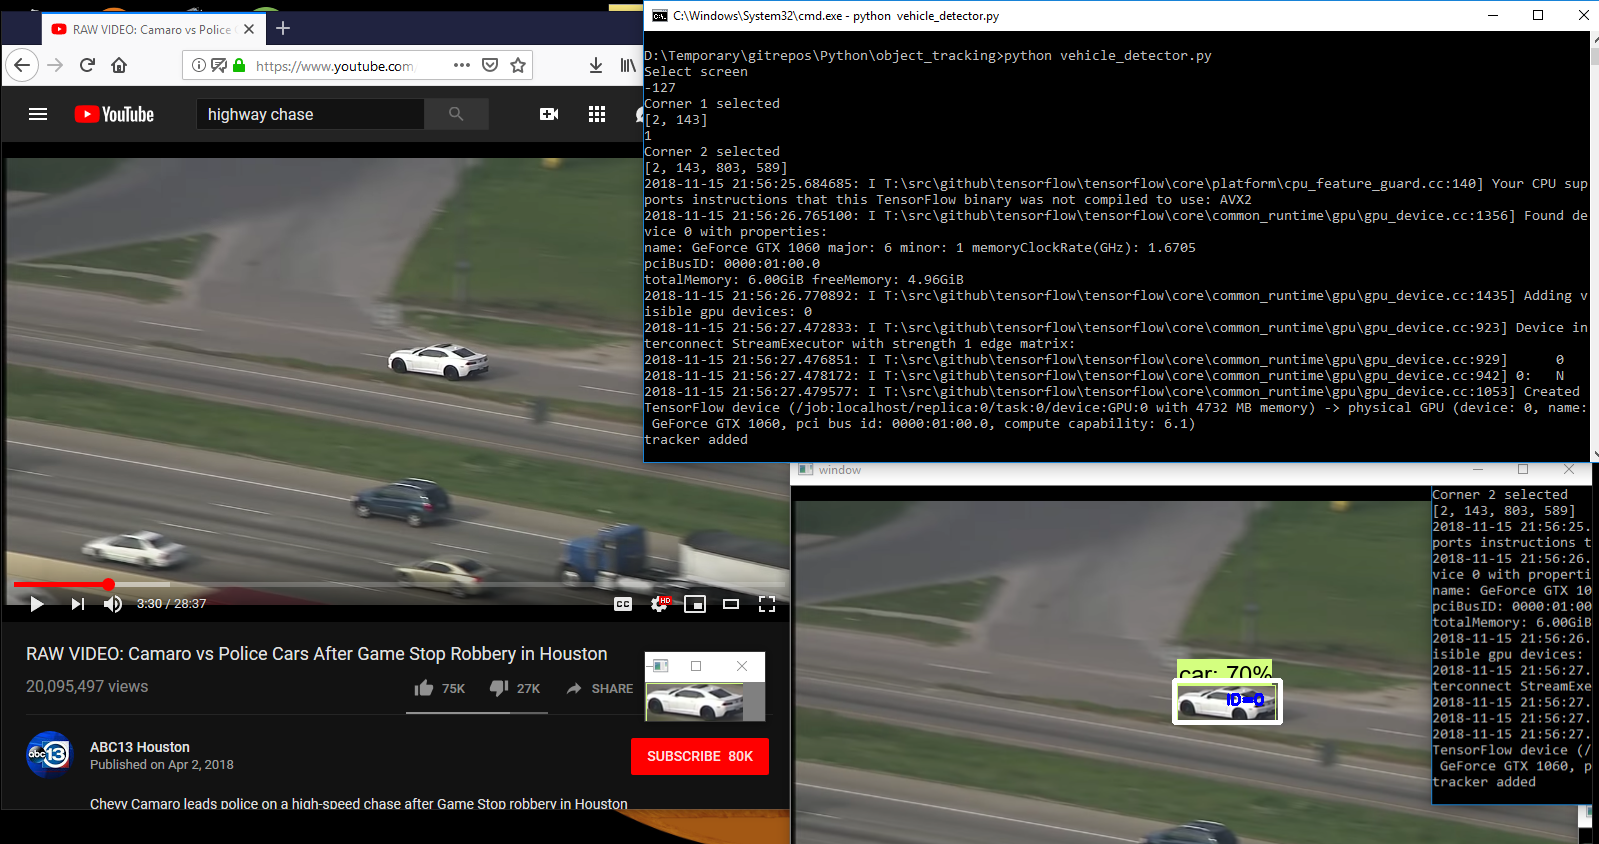 RAW VIDEO: Camaro vs Police
https://www.youtube.com
YouTube
highway chase
3:30 / 28:37
CC
HD
RAW VIDEO: Camaro vs Police Cars After Game Stop Robbery in Houston
20,095,497 views
75K
27K
SHARE
abc 13
ABC13 Houston
Published on Apr 2, 2018
SUBSCRIBE 80K
Chevy Camaro leads police on a high-speed chase after Game Stop robbery in Houston
C:\Windows\System32\cmd.exe - python vehicle_detector.py
D:\Temporary\gitrepos\Python\object_tracking>python vehicle_detector.py
Select screen
-127
Corner 1 selected
[2, 143]
1
Corner 2 selected
[2, 143, 803, 589]
2018-11-15 21:56:25.684685: I T:\src\github\tensorflow\tensorflow\core\platform\cpu_feature_guard.cc:140] Your CPU sup
ports instructions that this TensorFlow binary was not compiled to use: AVX2
2018-11-15 21:56:26.765100: I T:\src\github\tensorflow\tensorflow\core\common_runtime\gpu\gpu_device.cc:1356] Found de
vice 0 with properties:
name: GeForce GTX 1060 major: 6 minor: 1 memoryClockRate(GHz): 1.6705
pciBusID: 0000:01:00.0
totalMemory: 6.00GiB freeMemory: 4.96GiB
2018-11-15 21:56:26.770892: I T:\src\github\tensorflow\tensorflow\core\common_runtime\gpu\gpu_device.cc:1435] Adding v
isible gpu devices: 0
2018-11-15 21:56:27.472833: I T:\src\github\tensorflow\tensorflow\core\common_runtime\gpu\gpu_device.cc:923] Device in
terconnect StreamExecutor with strength 1 edge matrix:
2018-11-15 21:56:27.476851: I T:\src\github\tensorflow\tensorflow\core\common_runtime\gpu\gpu_device.cc:929]      0
2018-11-15 21:56:27.478172: I T:\src\github\tensorflow\tensorflow\core\common_runtime\gpu\gpu_device.cc:942] 0:   N
2018-11-15 21:56:27.479577: I T:\src\github\tensorflow\tensorflow\core\common_runtime\gpu\gpu_device.cc:1053] Created
TensorFlow device (/job:localhost/replica:0/task:0/device:GPU:0 with 4732 MB memory) -> physical GPU (device: 0, name:
GeForce GTX 1060, pci bus id: 0000:01:00.0, compute capability: 6.1)
tracker added
window
car: 70%
ID=0
Corner 2 selected
[2, 143, 803, 589]
2018-11-15 21:56:25.
ports instructions t
2018-11-15 21:56:26.
vice 0 with properti
name: GeForce GTX 10
pciBusID: 0000:01:00
totalMemory: 6.00GiB
2018-11-15 21:56:26.
isible gpu devices:
2018-11-15 21:56:27.
terconnect StreamExe
2018-11-15 21:56:27.
2018-11-15 21:56:27.
2018-11-15 21:56:27.
TensorFlow device (/
GeForce GTX 1060, p
tracker added